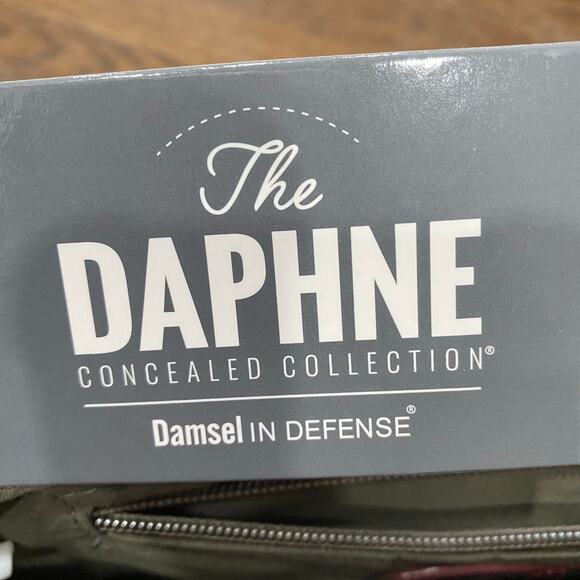 The
DAPHNE
CONCEALED COLLECTION®
Damsel IN DEFENSE®